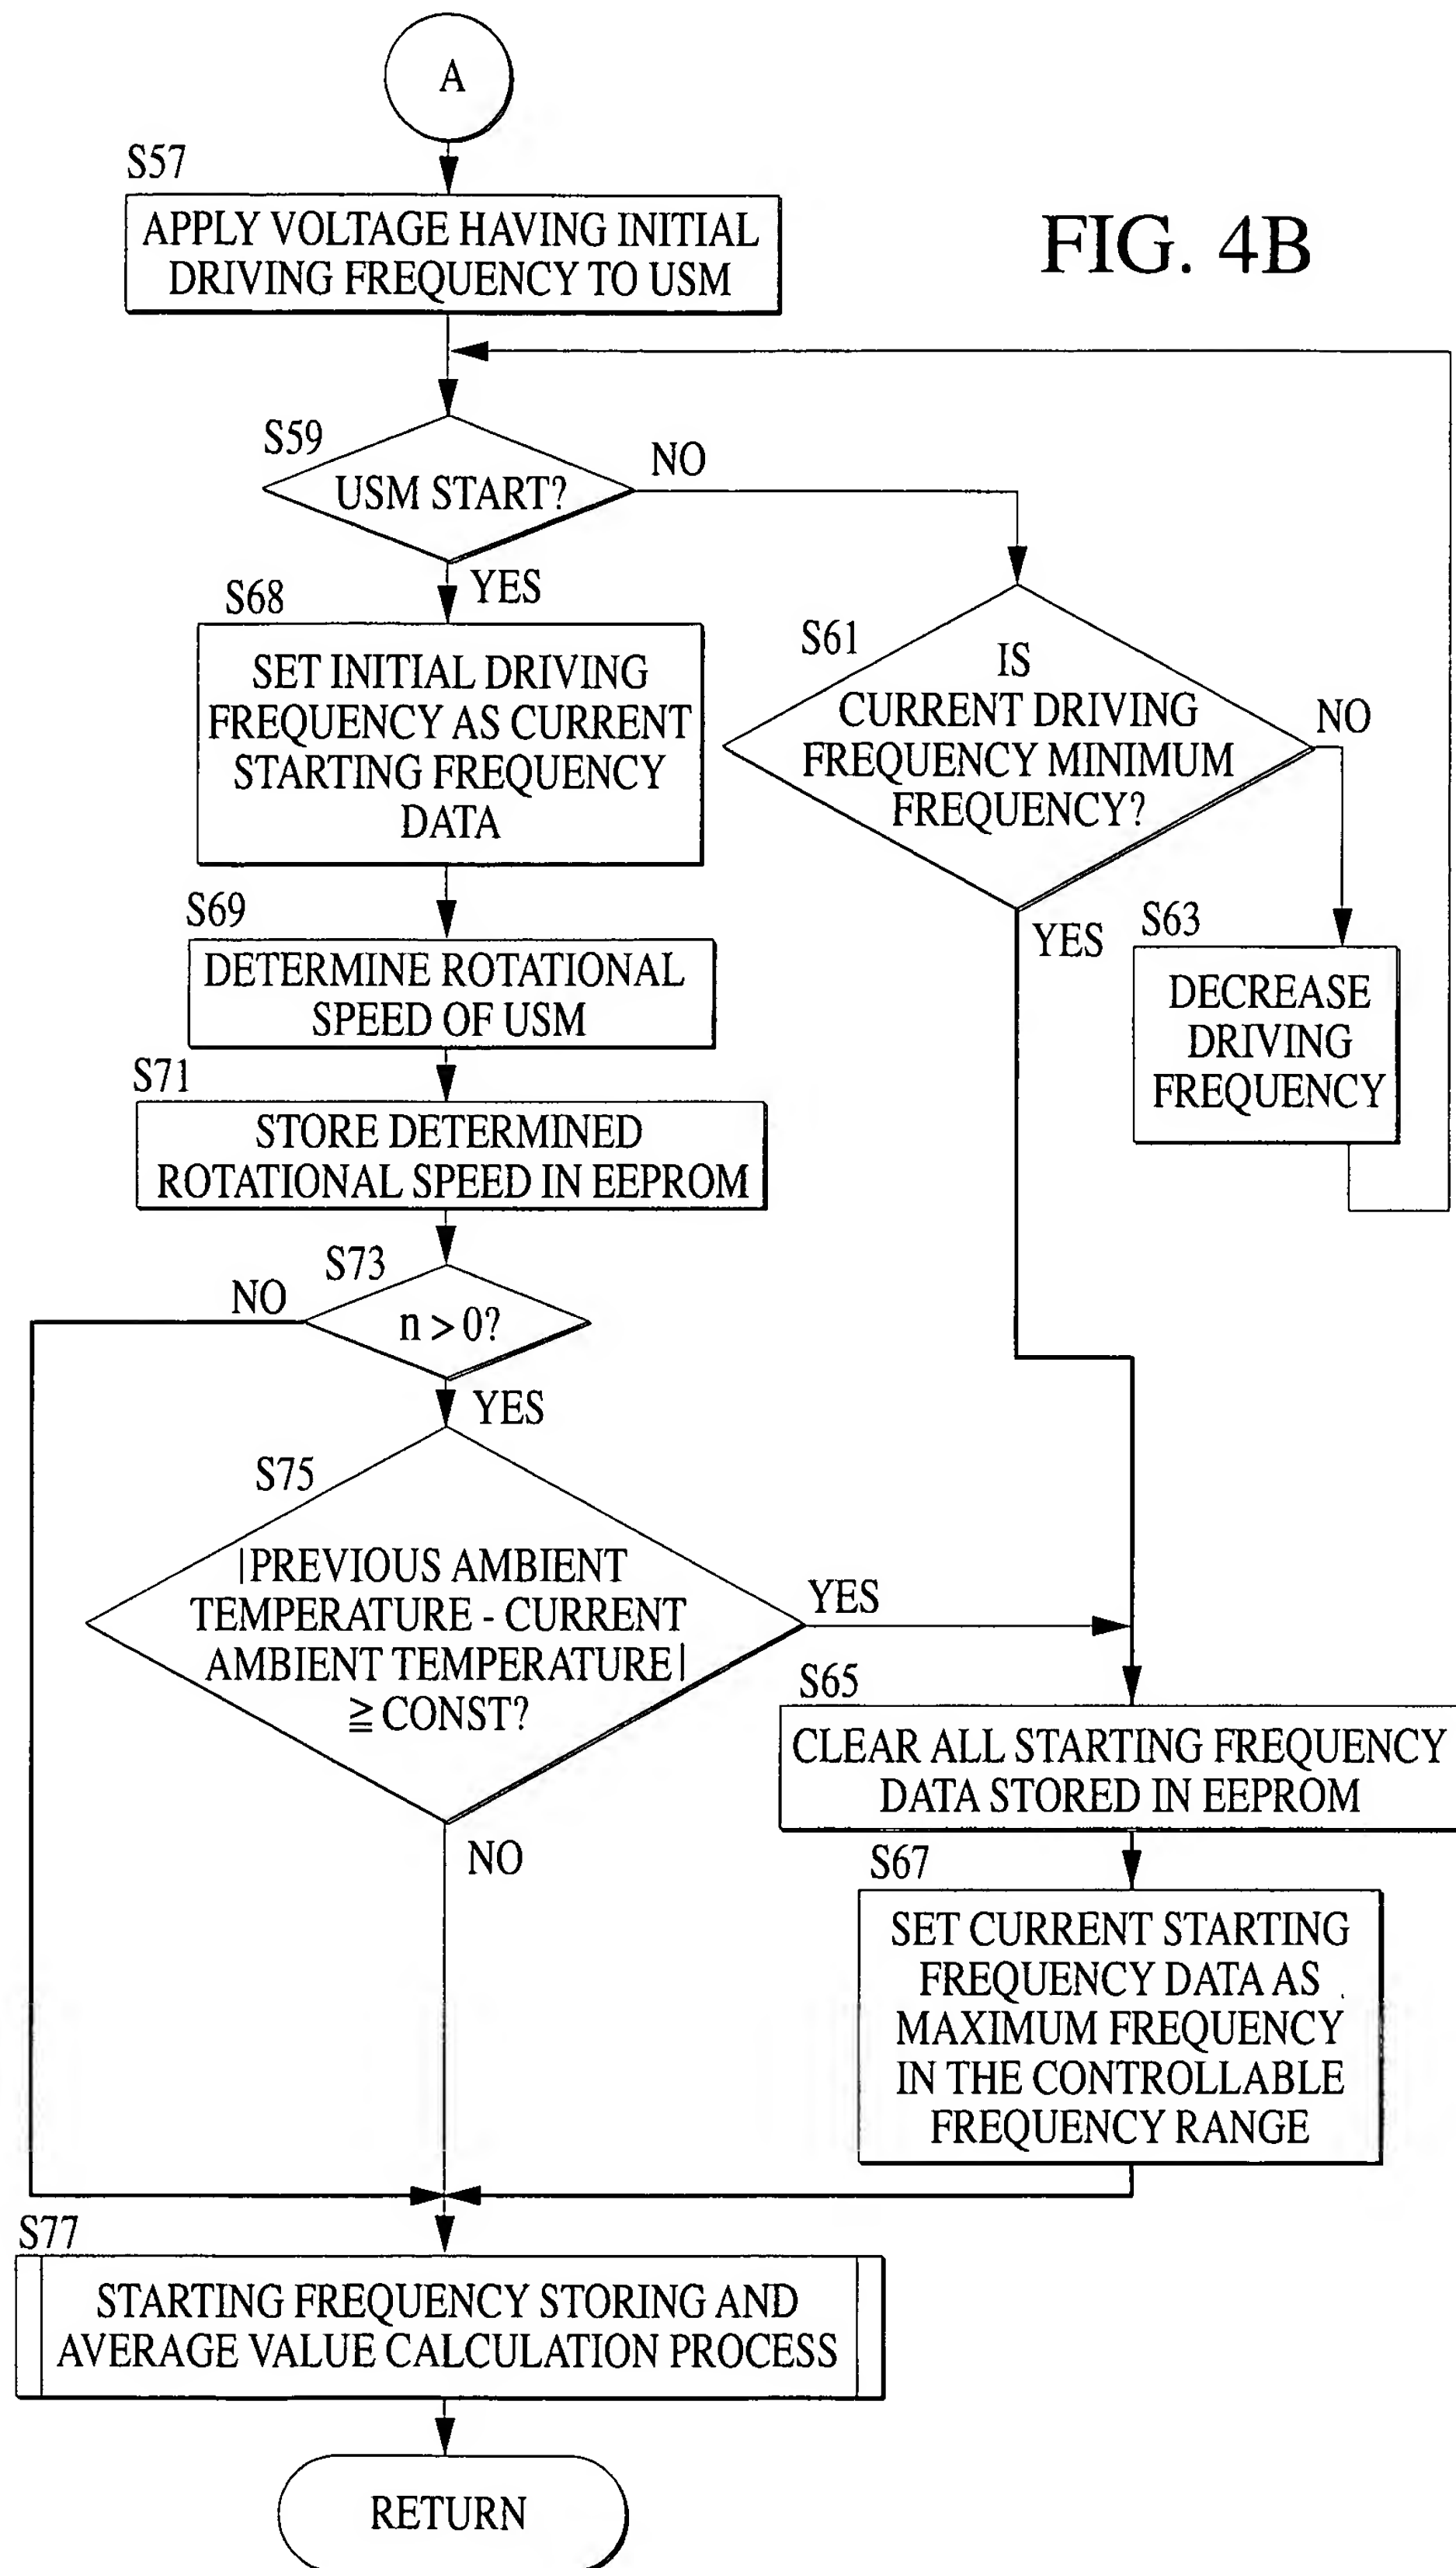 A
S57
APPLY VOLTAGE HAVING INITIAL
DRIVING FREQUENCY TO USM
FIG. 4B
S59
USM START?
NO
YES
S68
SET INITIAL DRIVING
FREQUENCY AS CURRENT
STARTING FREQUENCY
DATA
S61
IS
CURRENT DRIVING
FREQUENCY MINIMUM
FREQUENCY?
NO
YES
S63
DECREASE
DRIVING
FREQUENCY
S69
DETERMINE ROTATIONAL
SPEED OF USM
S71
STORE DETERMINED
ROTATIONAL SPEED IN EEPROM
S73
n > 0?
NO
YES
S75
|PREVIOUS AMBIENT
TEMPERATURE - CURRENT
AMBIENT TEMPERATURE|
≧ CONST?
YES
NO
S65
CLEAR ALL STARTING FREQUENCY
DATA STORED IN EEPROM
S67
SET CURRENT STARTING
FREQUENCY DATA AS
MAXIMUM FREQUENCY
IN THE CONTROLLABLE
FREQUENCY RANGE
S77
STARTING FREQUENCY STORING AND
AVERAGE VALUE CALCULATION PROCESS
RETURN